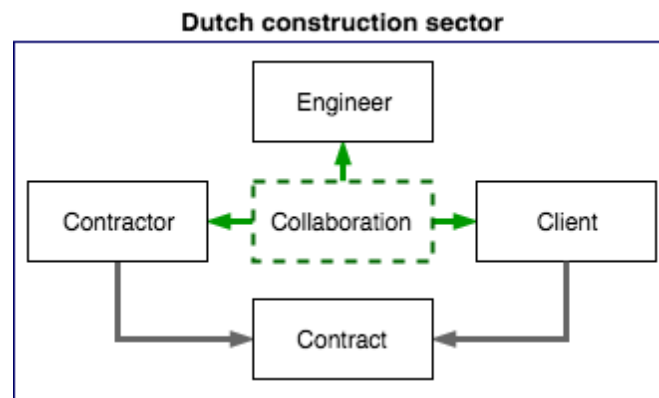 Dutch construction sector
Engineer
Contractor
Collaboration
Client
Contract